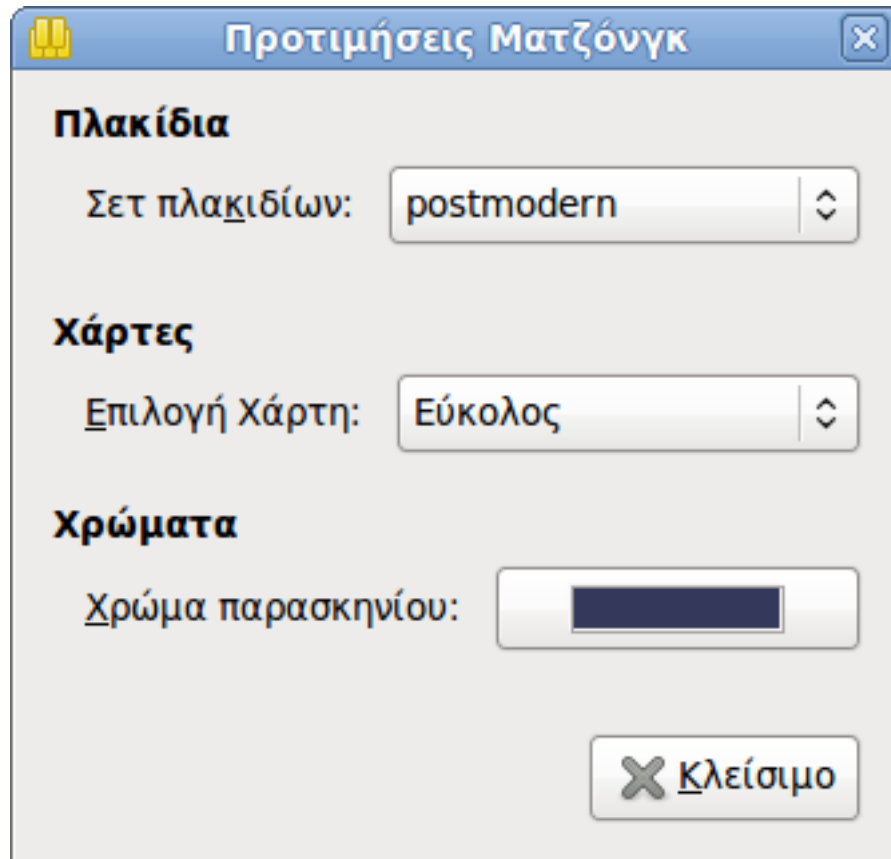 Προτιμήσεις Ματζόνγκ
Πλακίδια
Σετ πλακιδίων: postmodern
Χάρτες
Επιλογή Χάρτη: Εύκολος
Χρώματα
Χρώμα παρασκηνίου:
Κλείσιμο